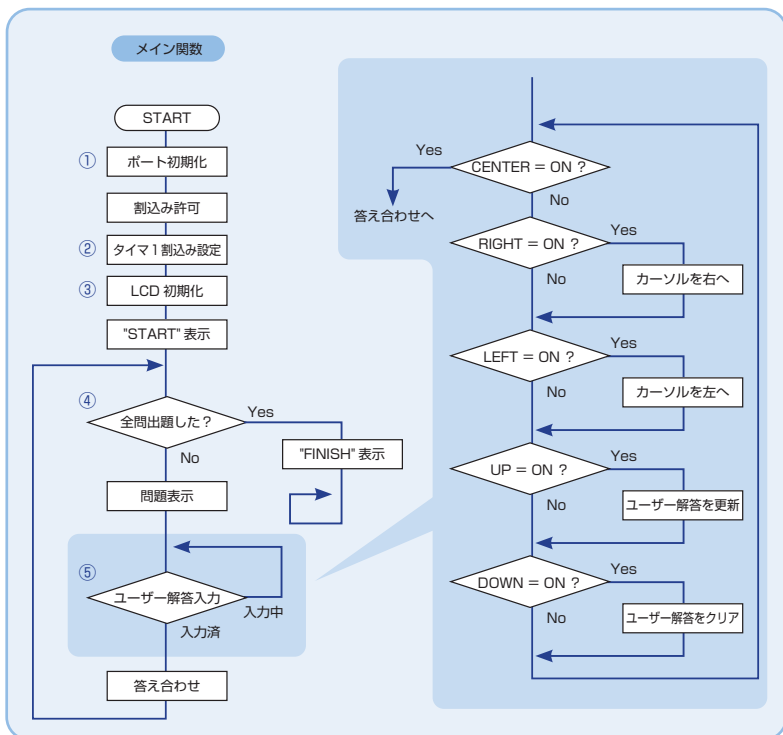 メイン関数
START
① ポート初期化
割込み許可
② タイマ1割込み設定
③ LCD 初期化
"START" 表示
④ 全問出題した？
Yes
No
"FINISH" 表示
問題表示
⑤ ユーザー解答入力
入力中
入力済
答え合わせ
CENTER = ON ?
Yes
No
答え合わせへ
RIGHT = ON ?
Yes
No
カーソルを右へ
LEFT = ON ?
Yes
No
カーソルを左へ
UP = ON ?
Yes
No
ユーザー解答を更新
DOWN = ON ?
Yes
No
ユーザー解答をクリア